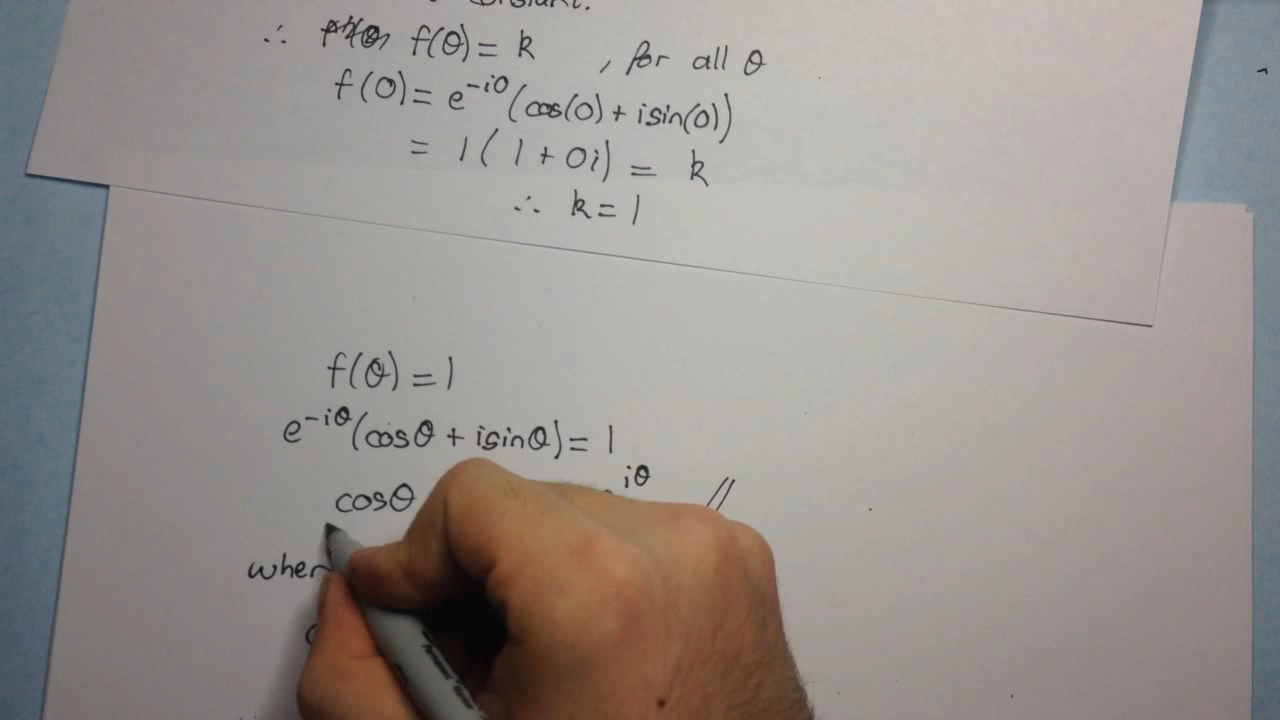 ∴ f(θ) = k , for all θ
f(0) = e^{-i0}(cos(0) + isin(0))
= 1(1 + 0i) = k
∴ k = 1
f(θ) = 1
e^{-iθ}(cosθ + isinθ) = 1
cosθ iθ //
when